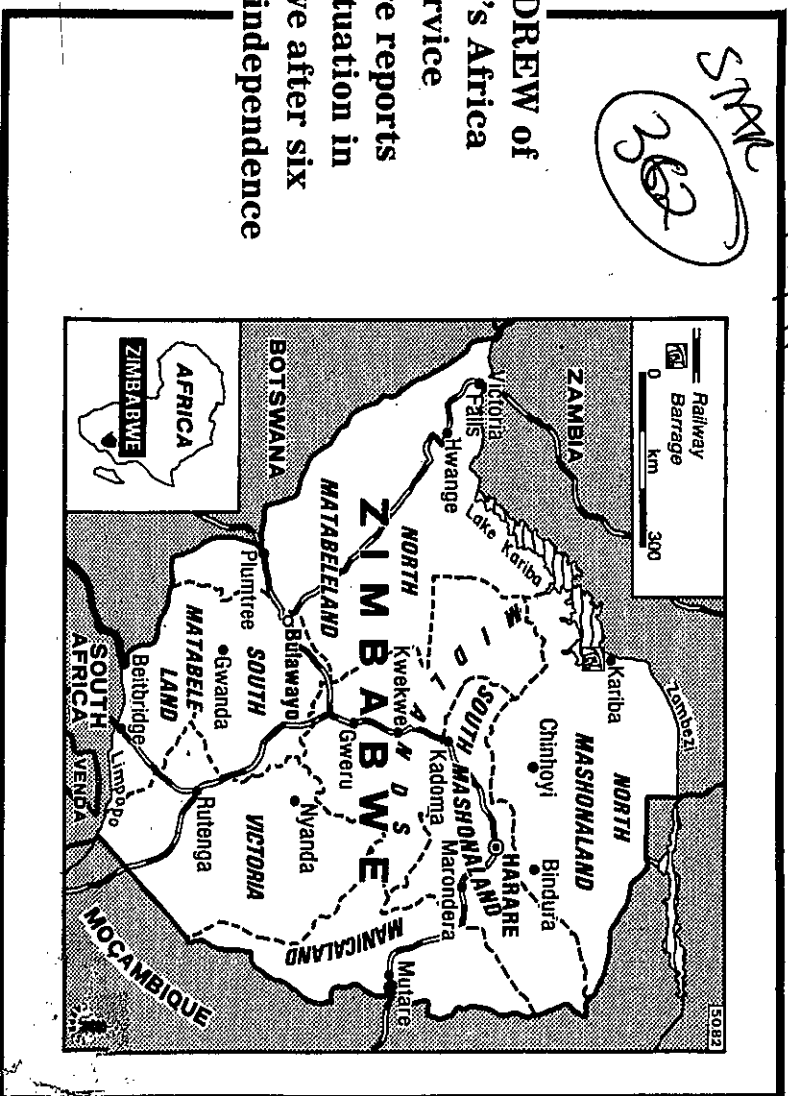 STAR
362
DREW of
's Africa
rvice
e reports
tuation in
ve after six
independence
Railway
Barrage
0 km 300
5082
ZAMBIA
Zambezi
Victoria
Falls
Hwange
Lake Kariba
Kariba
NORTH
MASHONALAND
Chinhoyi
Bindura
HARARE
SOUTH MASHONALAND
Marondera
Kadoma
MIDLANDS
Kwekwe
ZIMBABWE
NORTH
MATABELELAND
BOTSWANA
Gweru
Bulawayo
Plumtree
SOUTH
MATABELE-
LAND
Gwanda
Nyanda
VICTORIA
MANICALAND
Mutare
Rutenga
Beitbridge
Limpopo
SOUTH
AFRICA
VENDA
MOÇAMBIQUE
AFRICA
ZIMBABWE